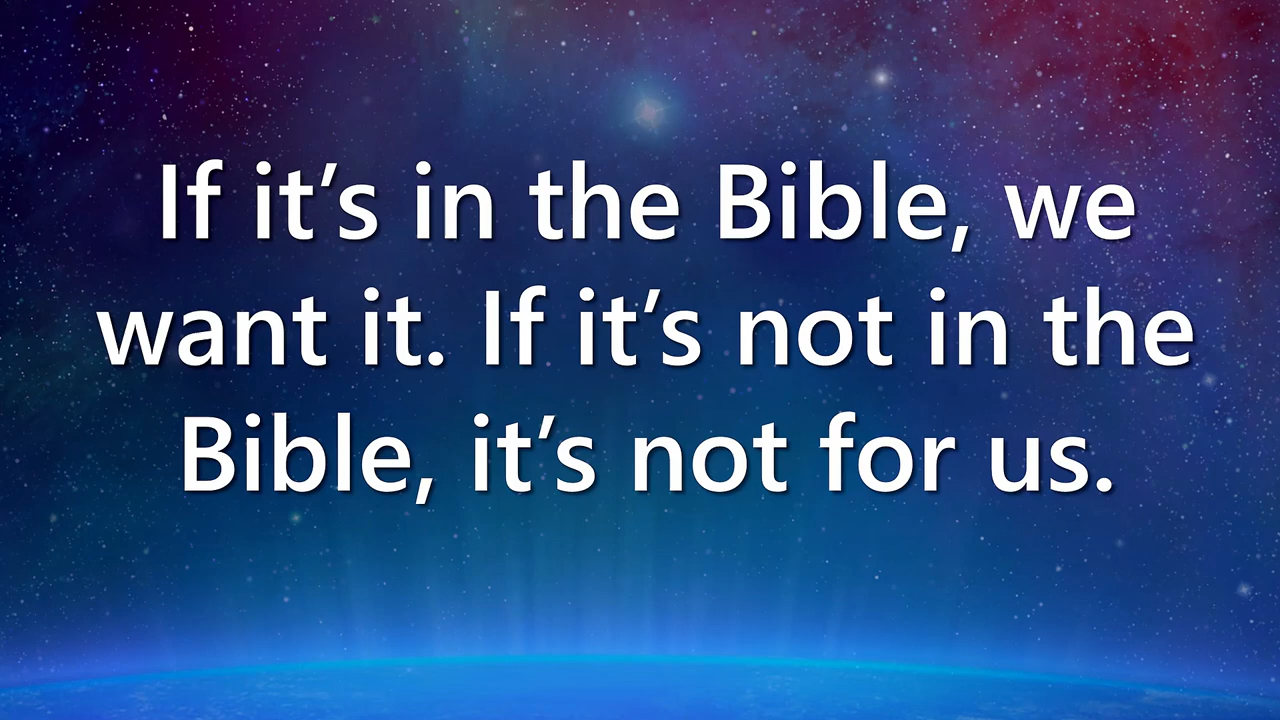 If it’s in the Bible, we
want it. If it’s not in the
Bible, it’s not for us.